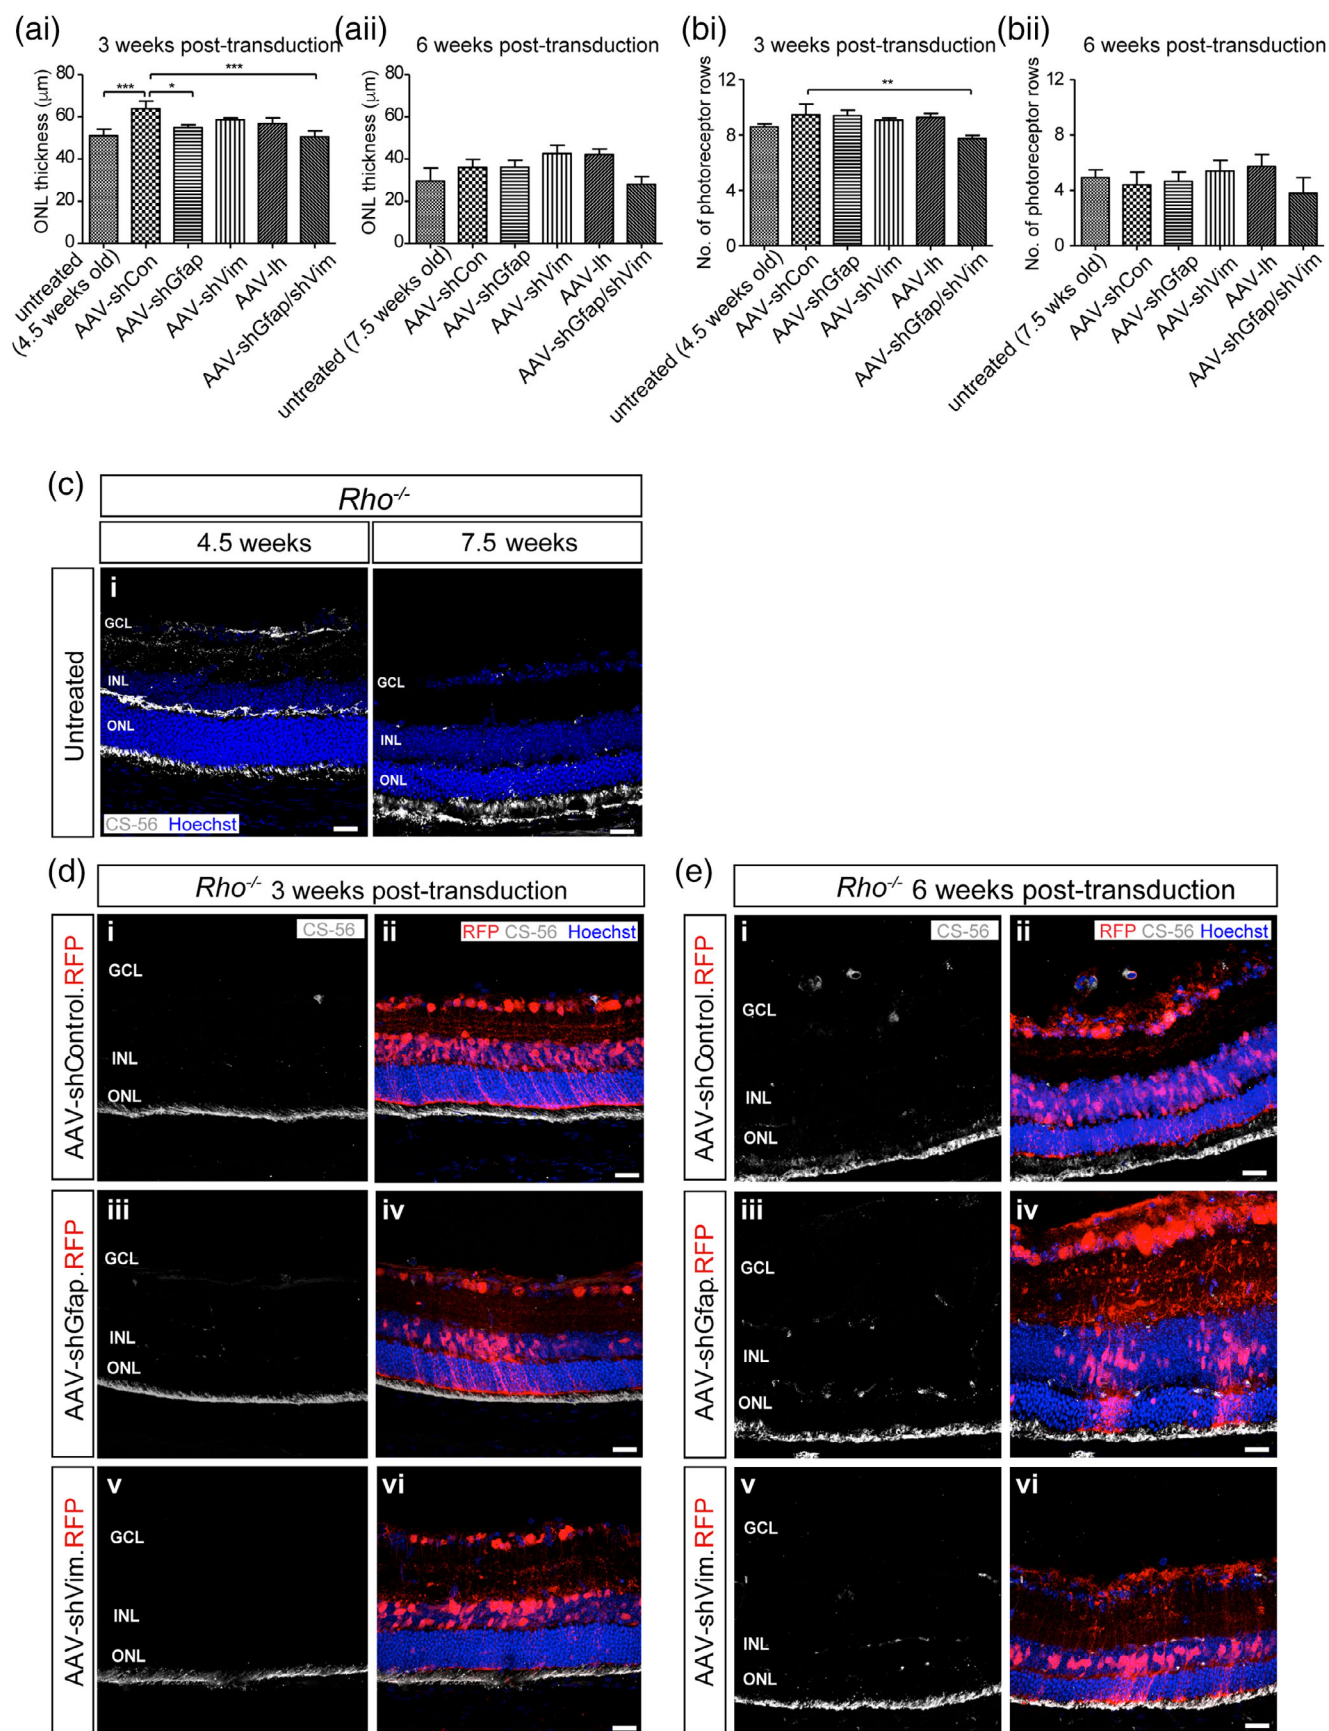 (ai)
3 weeks post-transduction
ONL thickness (μm)
80
60
40
20
0
***
*
***
untreated
(4.5 weeks old)
AAV-shCon
AAV-shGfap
AAV-shVim
AAV-Ih
AAV-shGfap/shVim
(aii)
6 weeks post-transduction
ONL thickness (μm)
80
60
40
20
0
untreated (7.5 weeks old)
AAV-shCon
AAV-shGfap
AAV-shVim
AAV-Ih
AAV-shGfap/shVim
(bi)
3 weeks post-transduction
No. of photoreceptor rows
12
8
4
0
**
untreated (4.5 weeks old)
AAV-shCon
AAV-shGfap
AAV-shVim
AAV-Ih
AAV-shGfap/shVim
(bii)
6 weeks post-transduction
No. of photoreceptor rows
12
8
4
0
untreated (7.5 wks old)
AAV-shCon
AAV-shGfap
AAV-shVim
AAV-Ih
AAV-shGfap/shVim
(c)
Rho-/-
4.5 weeks
7.5 weeks
Untreated
i
GCL
INL
ONL
CS-56 Hoechst
GCL
INL
ONL
(d)
Rho-/- 3 weeks post-transduction
AAV-shControl.RFP
i
CS-56
GCL
INL
ONL
ii
RFP CS-56 Hoechst
AAV-shGfap.RFP
iii
GCL
INL
ONL
iv
AAV-shVim.RFP
v
GCL
INL
ONL
vi
(e)
Rho-/- 6 weeks post-transduction
AAV-shControl.RFP
i
CS-56
GCL
INL
ONL
ii
RFP CS-56 Hoechst
AAV-shGfap.RFP
iii
GCL
INL
ONL
iv
AAV-shVim.RFP
v
GCL
INL
ONL
vi